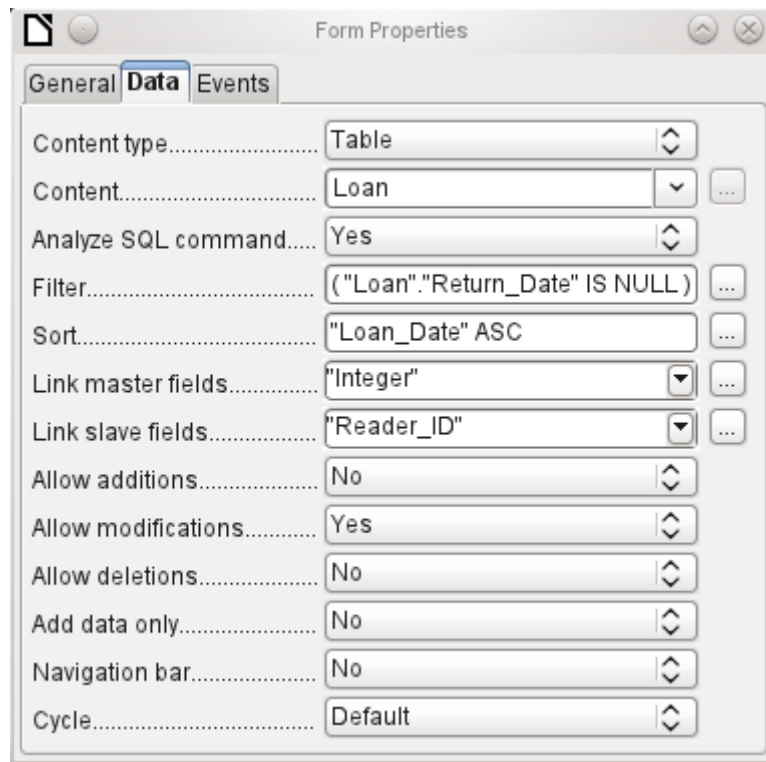 Form Properties
General Data Events
Content type........................ Table
Content............................... Loan ...
Analyze SQL command..... Yes
Filter................................... ( "Loan"."Return_Date" IS NULL ) ...
Sort..................................... "Loan_Date" ASC ...
Link master fields................ "Integer" ...
Link slave fields.................. "Reader_ID" ...
Allow additions.................... No
Allow modifications............ Yes
Allow deletions.................... No
Add data only....................... No
Navigation bar..................... No
Cycle................................... Default